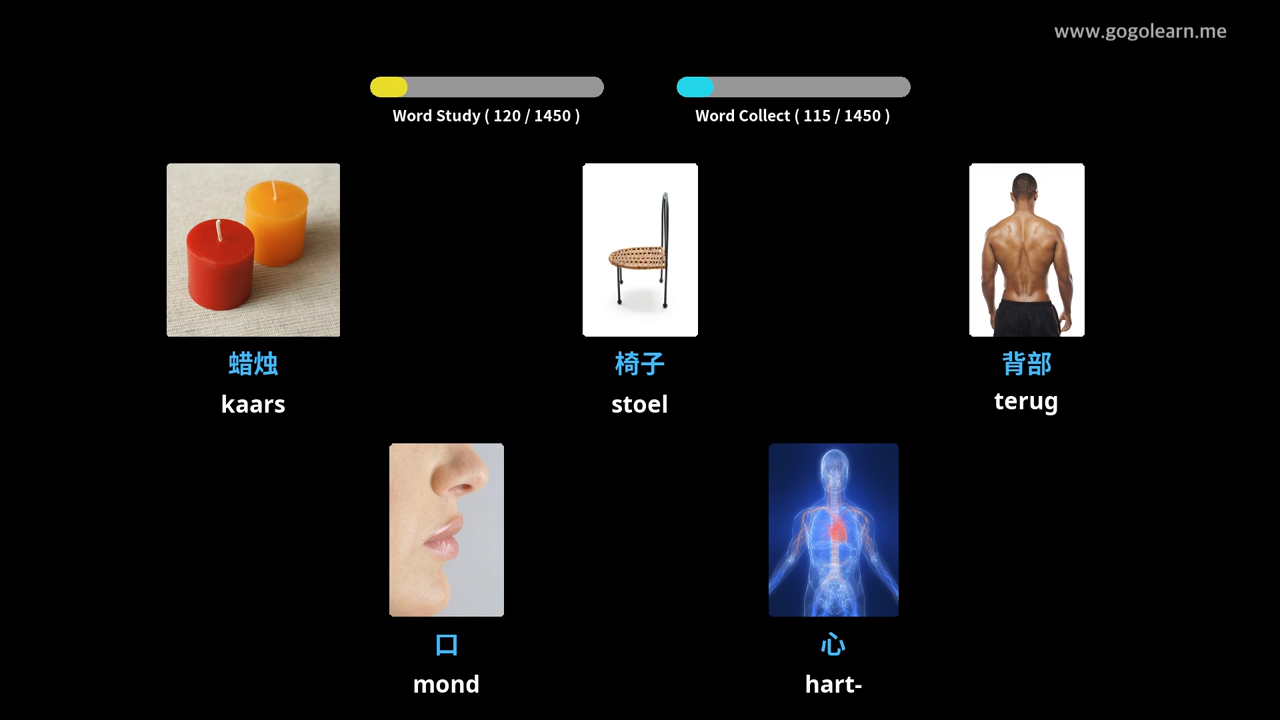 www.gogolearn.me
Word Study ( 120 / 1450 )
Word Collect ( 115 / 1450 )
蜡烛
椅子
背部
kaars
stoel
terug
口
心
mond
hart-